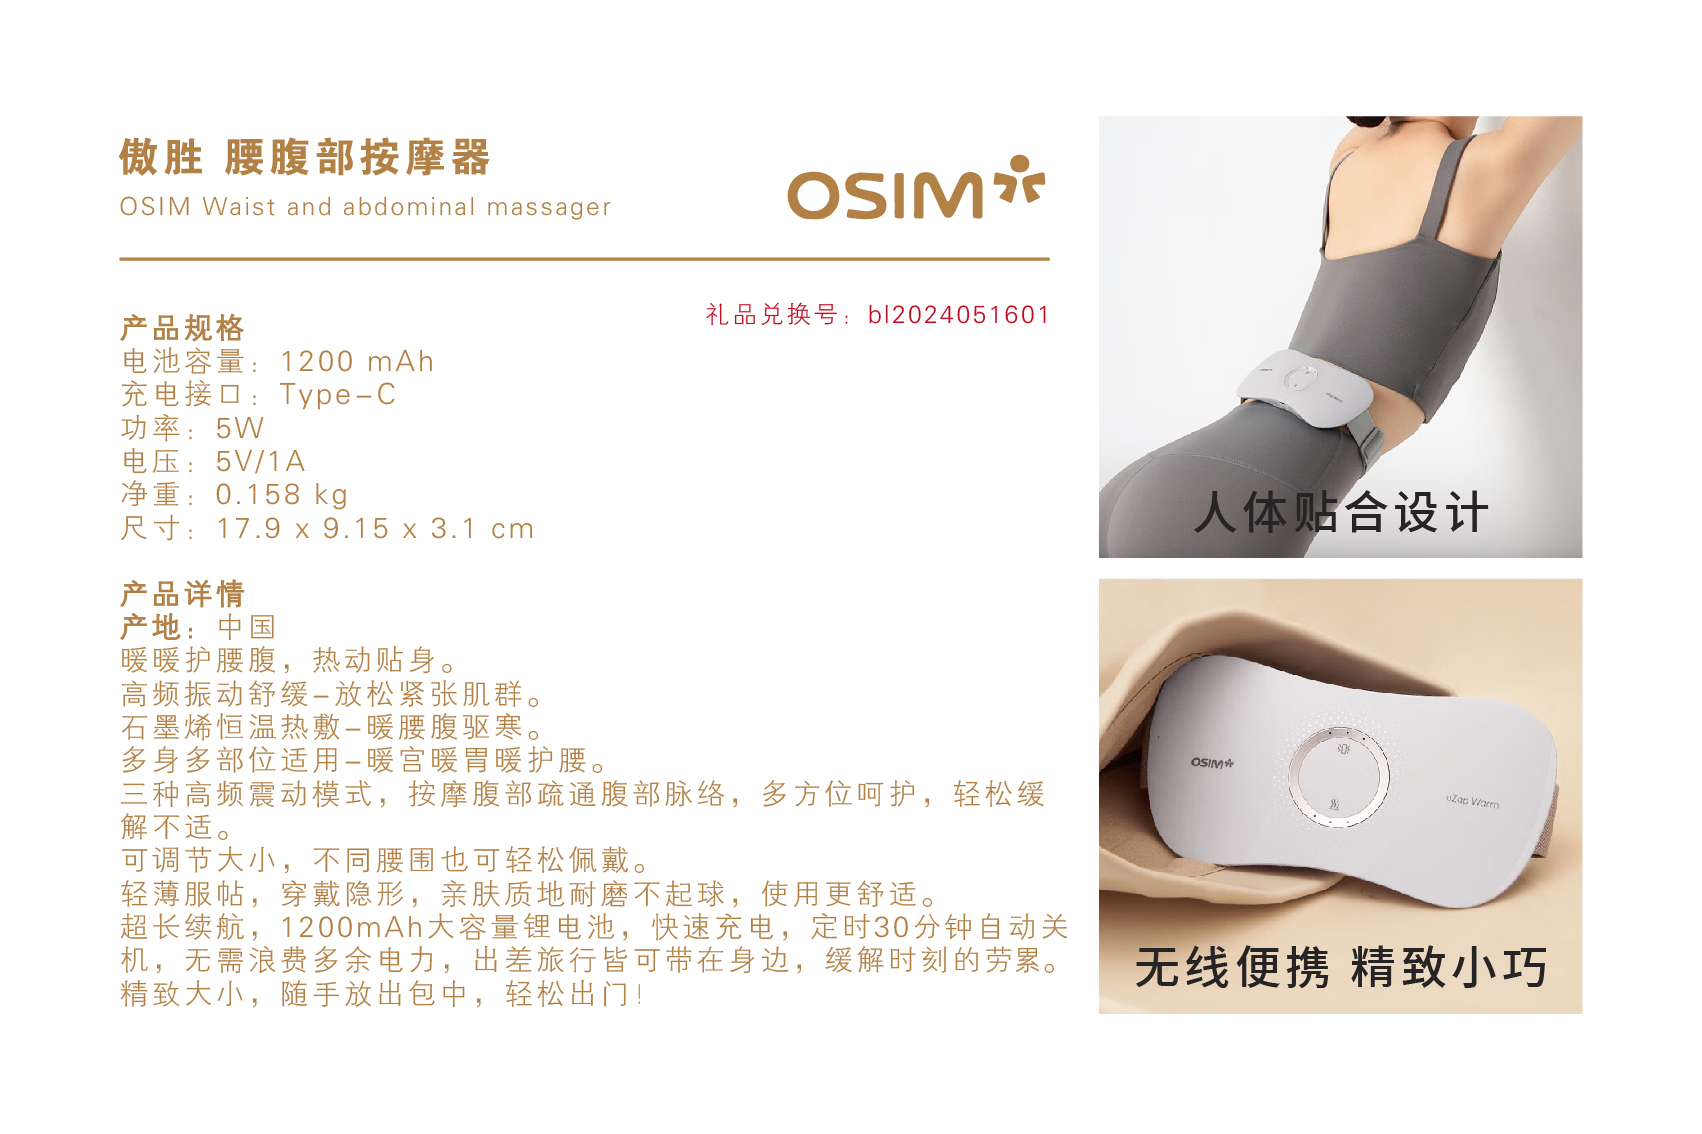 傲胜 腰腹部按摩器
OSIM Waist and abdominal massager
OSIM
礼品兑换号：bl2024051601
产品规格
电池容量：1200 mAh
充电接口：Type-C
功率：5W
电压：5V/1A
净重：0.158 kg
尺寸：17.9 x 9.15 x 3.1 cm
产品详情
产地：中国
暖暖护腰腹，热动贴身。
高频振动舒缓-放松紧张肌群。
石墨烯恒温热敷-暖腰腹驱寒。
多身多部位适用-暖宫暖胃暖护腰。
三种高频震动模式，按摩腹部疏通腹部脉络，多方位呵护，轻松缓
解不适。
可调节大小，不同腰围也可轻松佩戴。
轻薄服帖，穿戴隐形，亲肤质地耐磨不起球，使用更舒适。
超长续航，1200mAh大容量锂电池，快速充电，定时30分钟自动关
机，无需浪费多余电力，出差旅行皆可带在身边，缓解时刻的劳累。
精致大小，随手放出包中，轻松出门！
人体贴合设计
OSIM
uZap Warm
无线便携 精致小巧